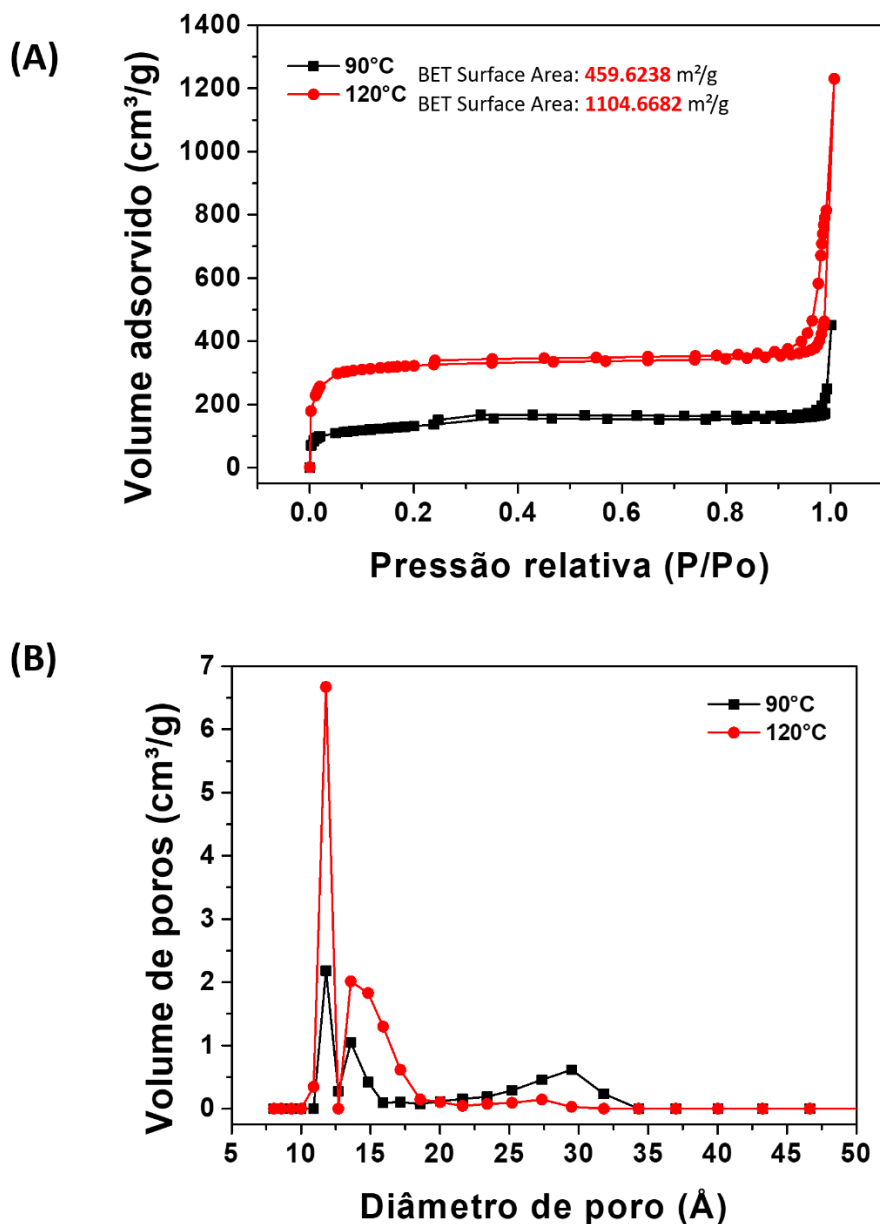 (A)
1400
1200
1000
800
600
400
200
0
Volume adsorvido (cm³/g)
90°C BET Surface Area: 459.6238 m²/g
120°C BET Surface Area: 1104.6682 m²/g
0.0 0.2 0.4 0.6 0.8 1.0
Pressão relativa (P/Po)
(B)
7
6
5
4
3
2
1
0
Volume de poros (cm³/g)
90°C
120°C
5 10 15 20 25 30 35 40 45 50
Diâmetro de poro (Å)